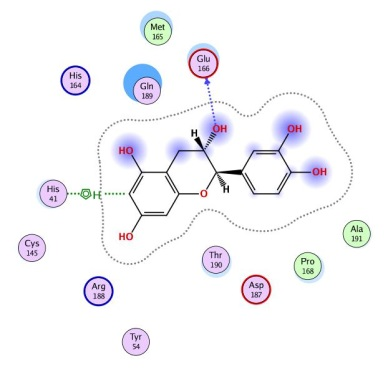 Met
165
Glu
166
His
164
Gln
189
H
OH
OH
HO
OH
His
41
H
H
O
HO
Cys
145
Ala
191
Thr
190
Pro
168
Arg
188
Asp
187
Tyr
54